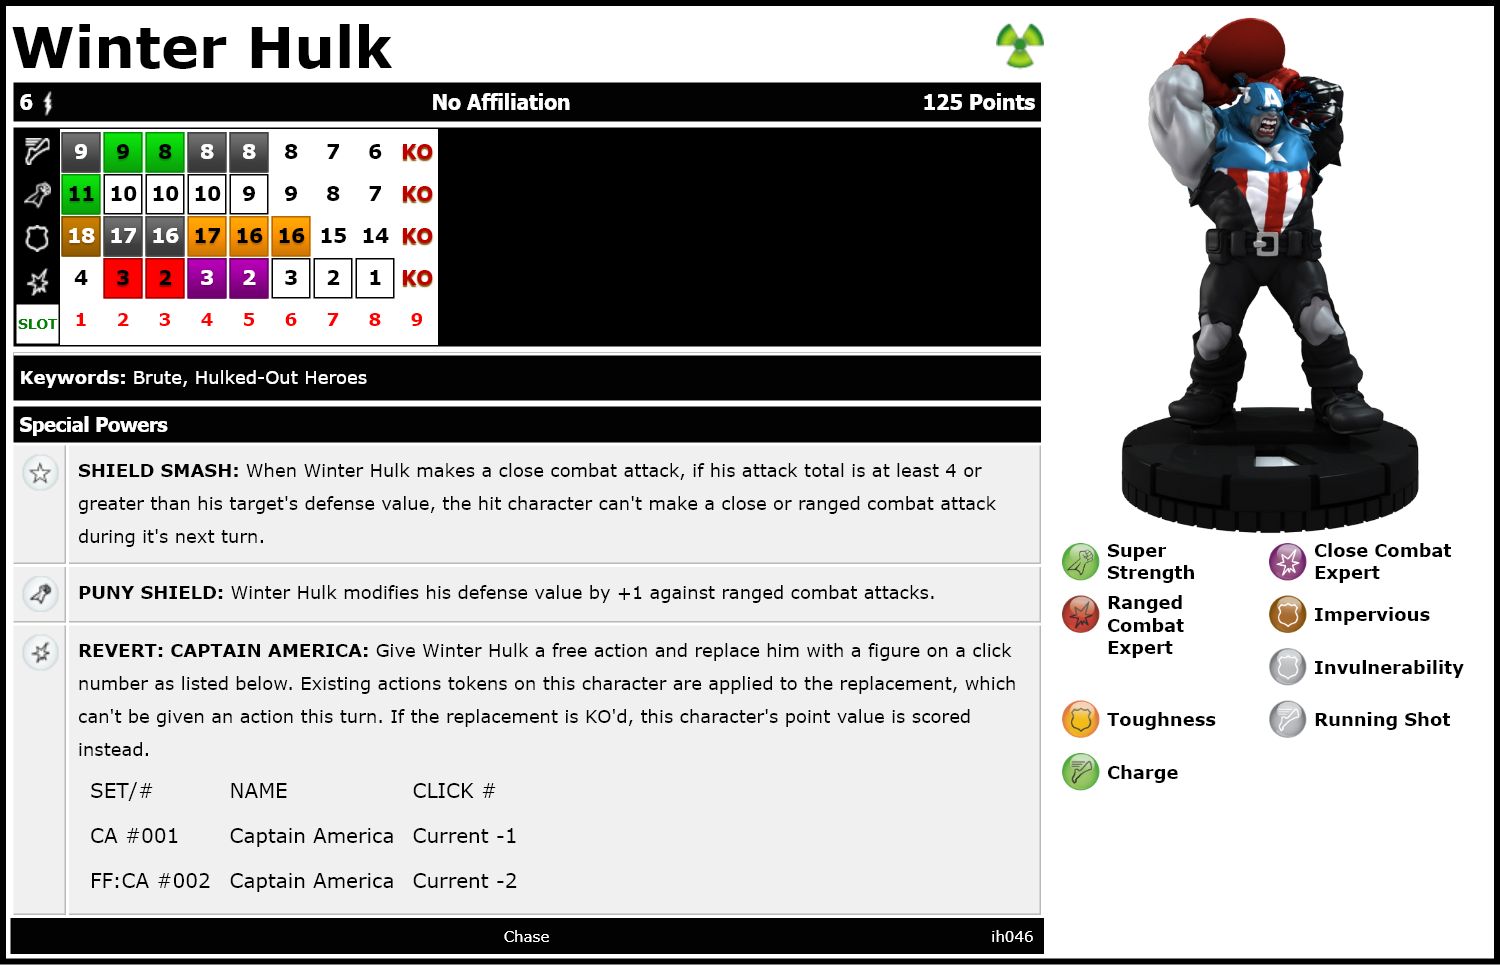 Winter Hulk
6 No Affiliation 125 Points
9 9 8 8 8 8 7 6 KO
11 10 10 10 9 9 8 7 KO
18 17 16 17 16 16 15 14 KO
4 3 2 3 2 3 2 1 KO
SLOT 1 2 3 4 5 6 7 8 9
Keywords: Brute, Hulked-Out Heroes
Special Powers
SHIELD SMASH: When Winter Hulk makes a close combat attack, if his attack total is at least 4 or
greater than his target's defense value, the hit character can't make a close or ranged combat attack
during it's next turn.
PUNY SHIELD: Winter Hulk modifies his defense value by +1 against ranged combat attacks.
REVERT: CAPTAIN AMERICA: Give Winter Hulk a free action and replace him with a figure on a click
number as listed below. Existing actions tokens on this character are applied to the replacement, which
can't be given an action this turn. If the replacement is KO'd, this character's point value is scored
instead.
SET/# NAME CLICK #
CA #001 Captain America Current -1
FF:CA #002 Captain America Current -2
Chase ih046
A
Super
Strength
Close Combat
Expert
Ranged
Combat
Expert
Impervious
Invulnerability
Toughness
Running Shot
Charge